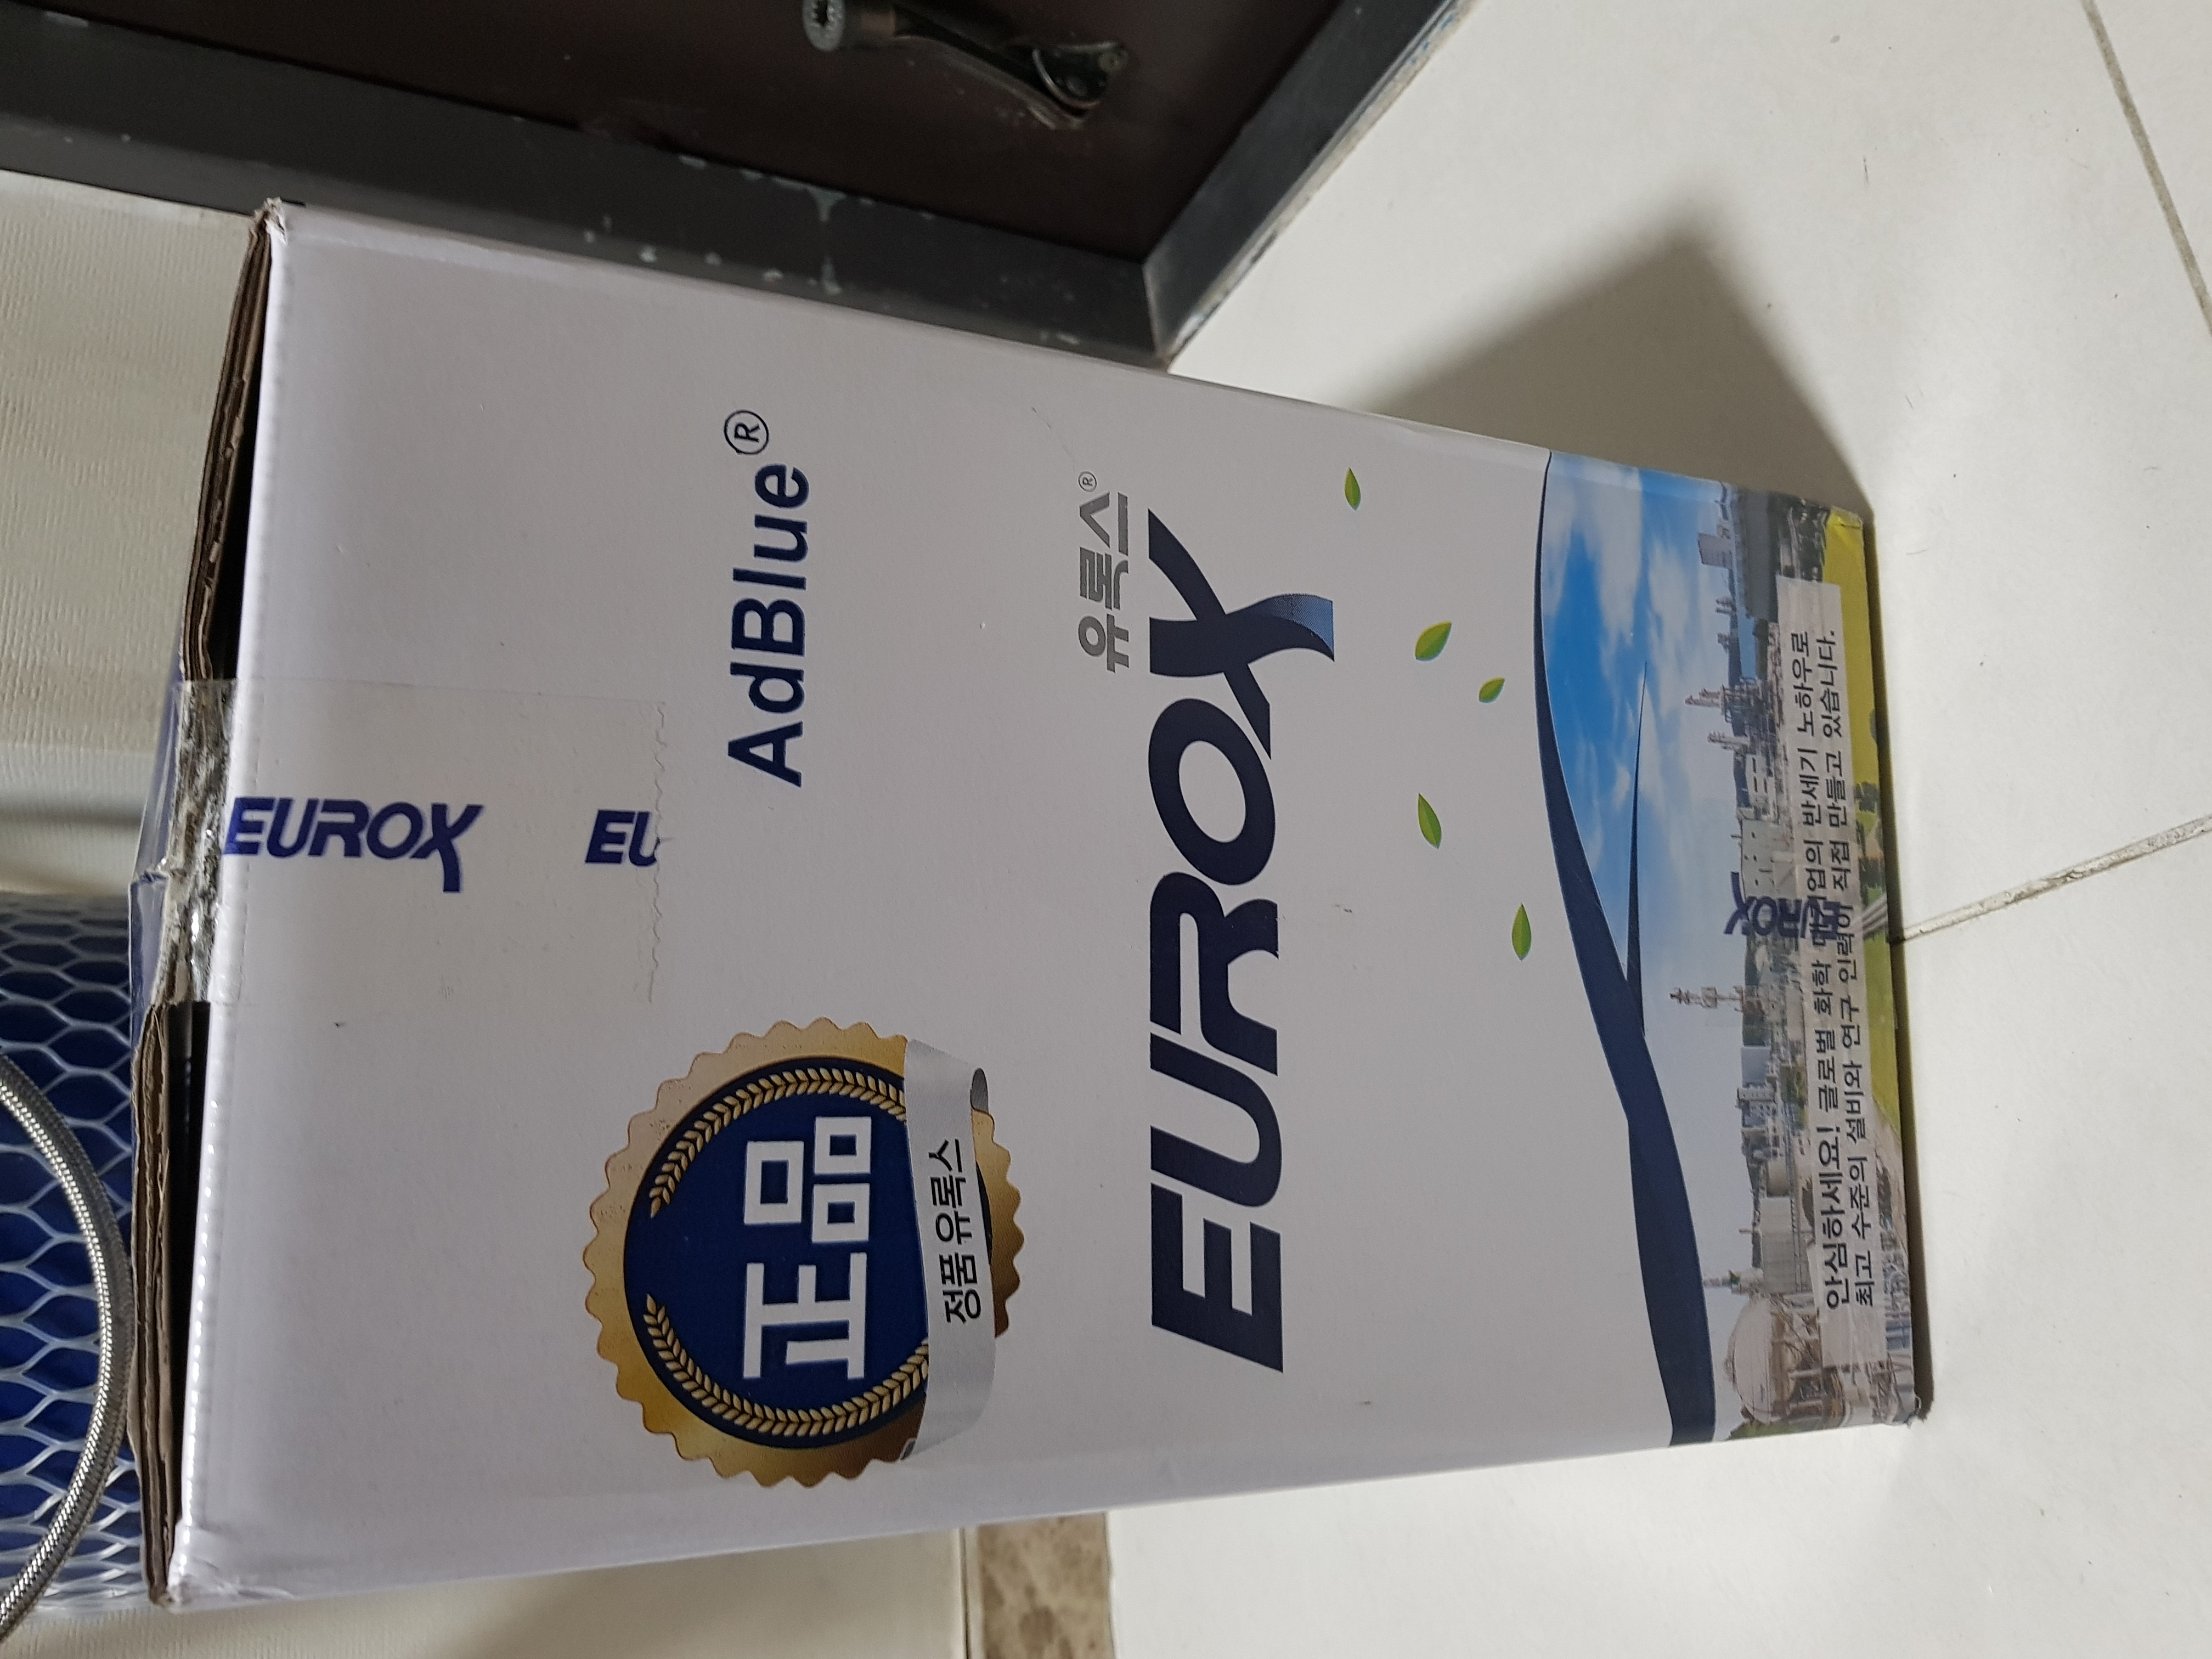 EUROX
EU
AdBlue®
正品
정품유록스
유록스®
EUROX
EUROX
안심하세요! 글로벌 화학 대기업의 반세기 노하우로
최고 수준의 설비와 연구 인력이 직접 만들고 있습니다.